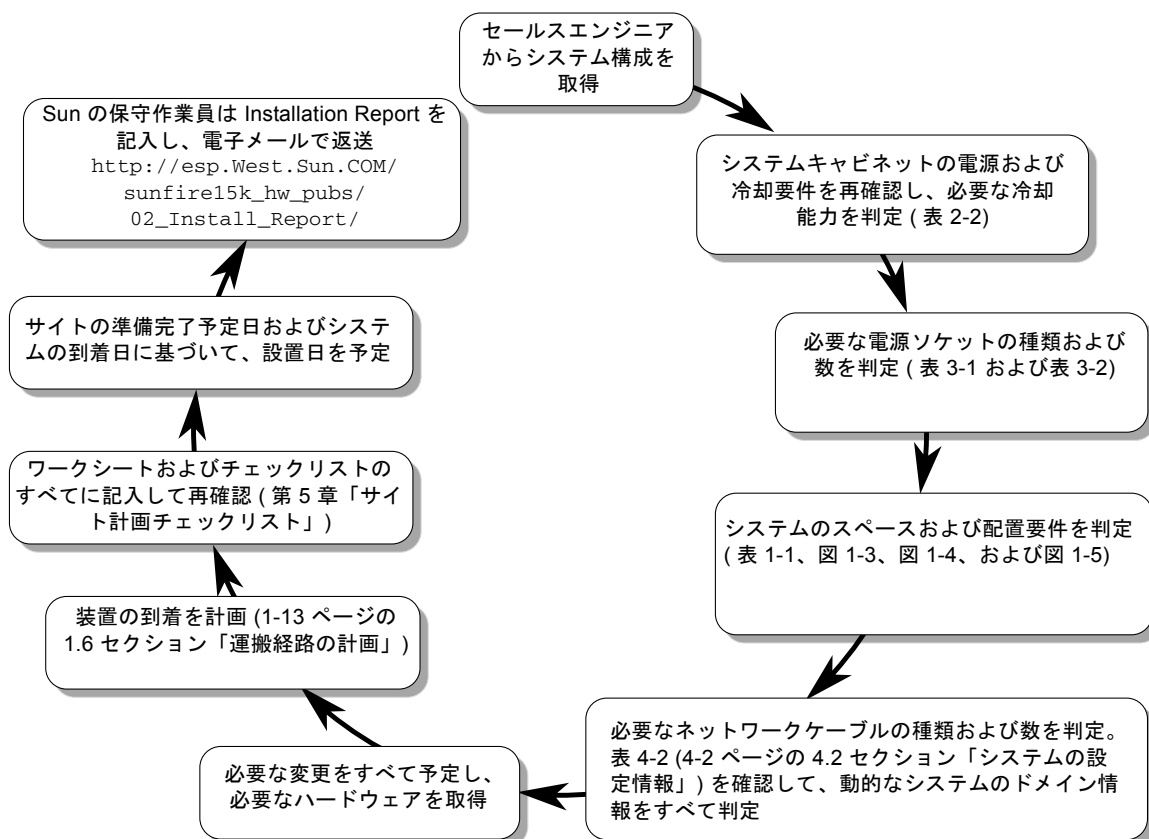 セールスエンジニア
からシステム構成を
取得
システムキャビネットの電源および
冷却要件を再確認し、必要な冷却
能力を判定 ( 表 2-2)
必要な電源ソケットの種類および
数を判定 ( 表 3-1 および表 3-2)
システムのスペースおよび配置要件を判定
( 表 1-1、図 1-3、図 1-4、および図 1-5)
必要なネットワークケーブルの種類および数を判定。
表 4-2 (4-2 ページの 4.2 セクション「システムの設
定情報」) を確認して、動的なシステムのドメイン情
報をすべて判定
必要な変更をすべて予定し、
必要なハードウェアを取得
装置の到着を計画 (1-13 ページの
1.6 セクション「運搬経路の計画」)
ワークシートおよびチェックリストの
すべてに記入して再確認 ( 第 5 章「サイ
ト計画チェックリスト」)
サイトの準備完了予定日およびシステ
ムの到着日に基づいて、設置日を予定
Sun の保守作業員は Installation Report を
記入し、電子メールで返送
http://esp.West.Sun.COM/
sunfire15k_hw_pubs/
02_Install_Report/